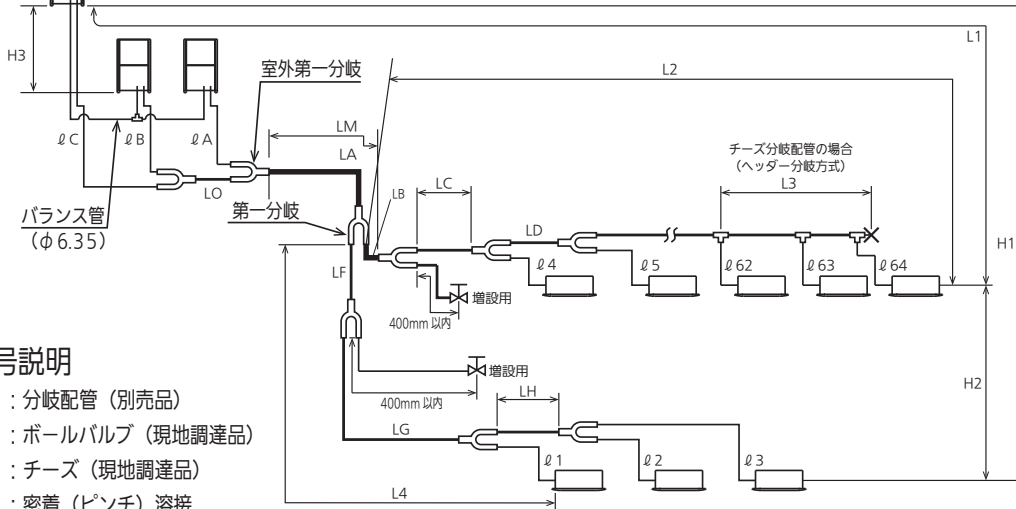 L1
H3
室外第一分岐
L2
LM
ℓC
ℓB
ℓA
LA
チーズ分岐配管の場合
（ヘッダー分岐方式）
L3
LO
LB
LC
バランス管
（φ6.35）
第一分岐
LD
H1
LF
ℓ4
ℓ5
ℓ62
ℓ63
ℓ64
増設用
400mm 以内
号説明
増設用
H2
：分岐配管（別売品）
400mm 以内
LH
：ボールバルブ（現地調達品）
LG
：チーズ（現地調達品）
ℓ1
ℓ2
ℓ3
：密着（ピンチ）溶接
L4